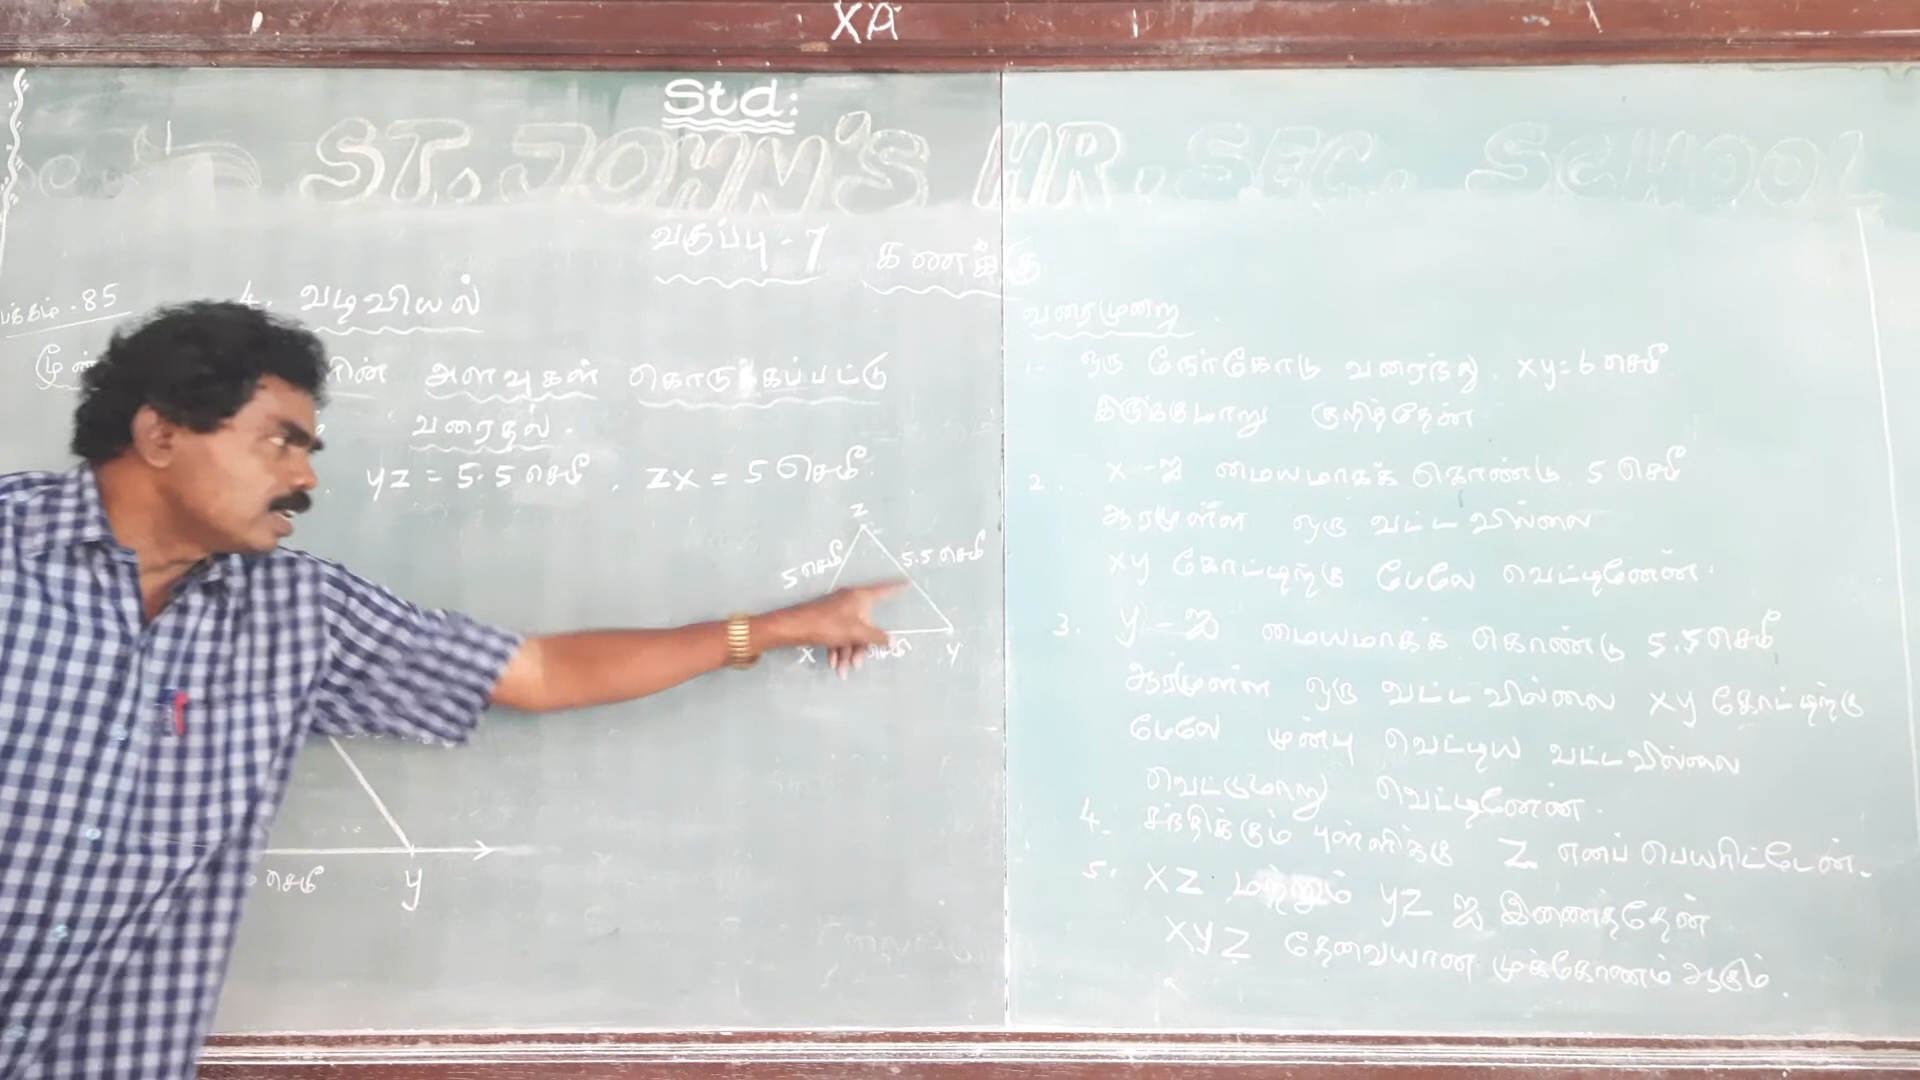 XA
Std:
ST. JOHN'S HR. SEC. SCHOOL
வகுப்பு - 7 கணக்கு
பக்கம் - 85
4. வடிவியல்
அளவுகள் கொடுக்கப்பட்டு
வரைதல்.
YZ = 5.5 செமீ, ZX = 5 செமீ.
Z
5 செமீ
5.5 செமீ
X
செமீ
Y
செமீ
Y
வரைமுறை
1. ஒரு நேர்கோடு வரைந்து. XY = 6 செமீ
இருக்குமாறு குறித்தேன்
2. X - ஐ மையமாகக் கொண்டு 5 செமீ
ஆரமுள்ள ஒரு வட்ட வில்லை
XY கோட்டிற்கு மேலே வெட்டினேன்.
3. Y - ஐ மையமாகக் கொண்டு 5.5 செமீ
ஆரமுள்ள ஒரு வட்ட வில்லை XY கோட்டிற்கு
மேலே முன்பு வெட்டிய வட்டவில்லை
வெட்டுமாறு வெட்டினேன்.
4. சந்திக்கும் புள்ளிக்கு Z எனப் பெயரிட்டேன்.
5. XZ மற்றும் YZ ஐ இணைத்தேன்
XYZ தேவையான முக்கோணம் ஆகும்.